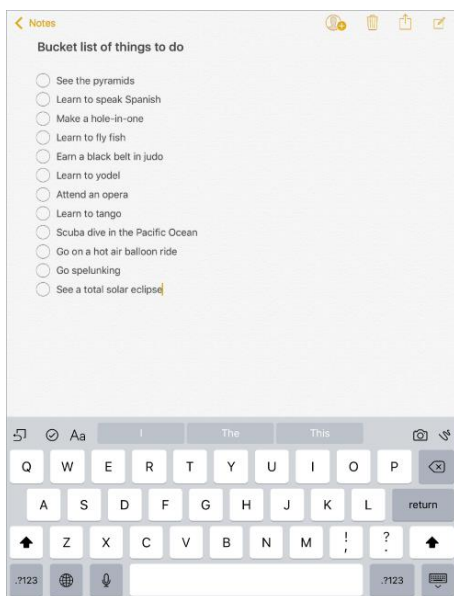 Notes
Bucket list of things to do
See the pyramids
Learn to speak Spanish
Make a hole-in-one
Learn to fly fish
Earn a black belt in judo
Learn to yodel
Attend an opera
Learn to tango
Scuba dive in the Pacific Ocean
Go on a hot air balloon ride
Go spelunking
See a total solar eclipse
Aa I The This
Q W E R T Y U I O P
A S D F G H J K L return
Z X C V B N M ! , ? .
.?123 .?123